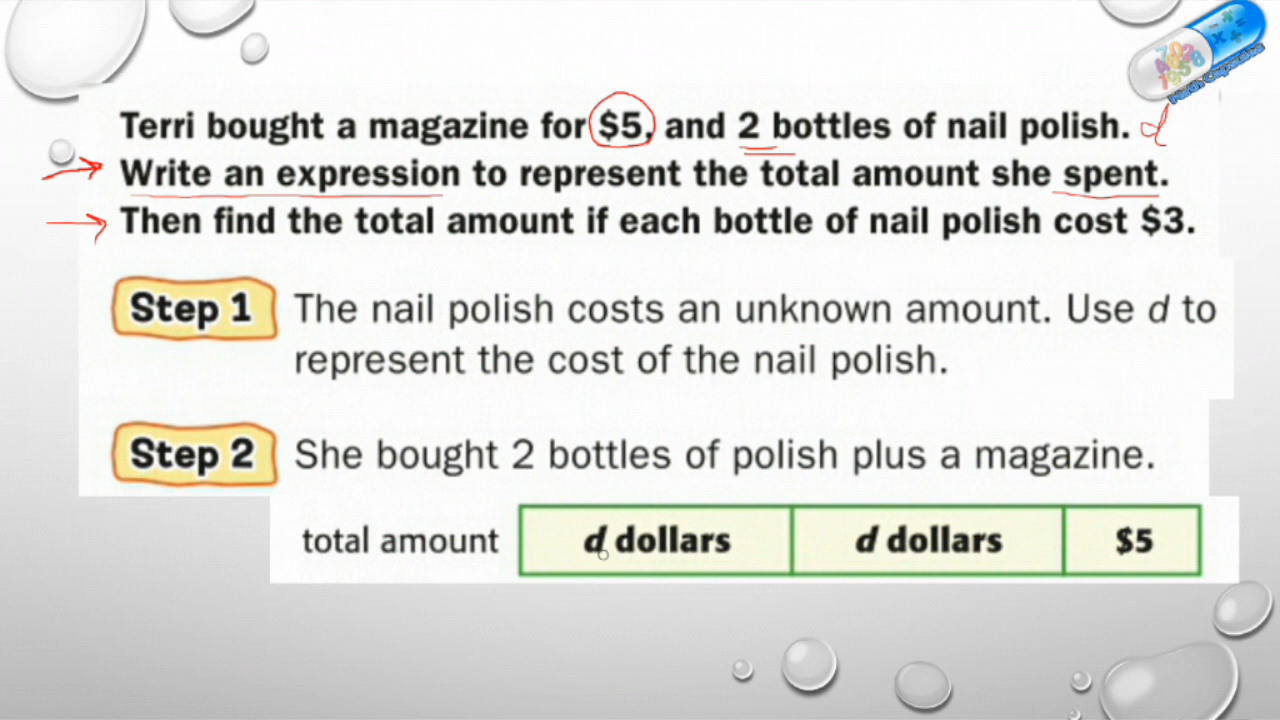 Terri bought a magazine for $5, and 2 bottles of nail polish. d
Write an expression to represent the total amount she spent.
Then find the total amount if each bottle of nail polish cost $3.
Step 1 The nail polish costs an unknown amount. Use d to
represent the cost of the nail polish.
Step 2 She bought 2 bottles of polish plus a magazine.
total amount d dollars d dollars $5